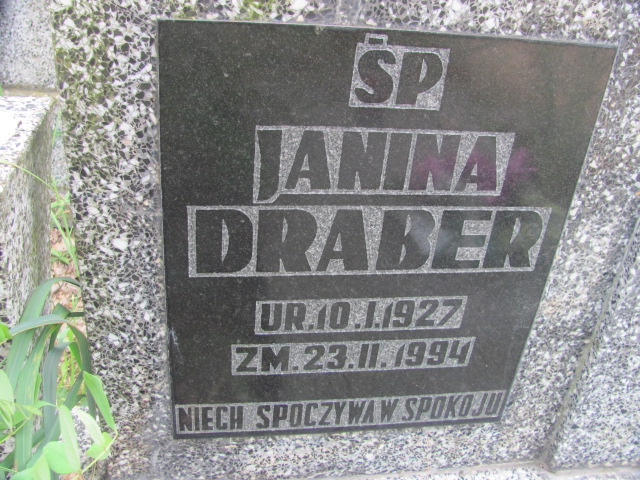 ŚP
JANINA
DRABER
UR. 10. I. 1927
ZM. 23. II. 1994
NIECH SPOCZYWA W SPOKOJU